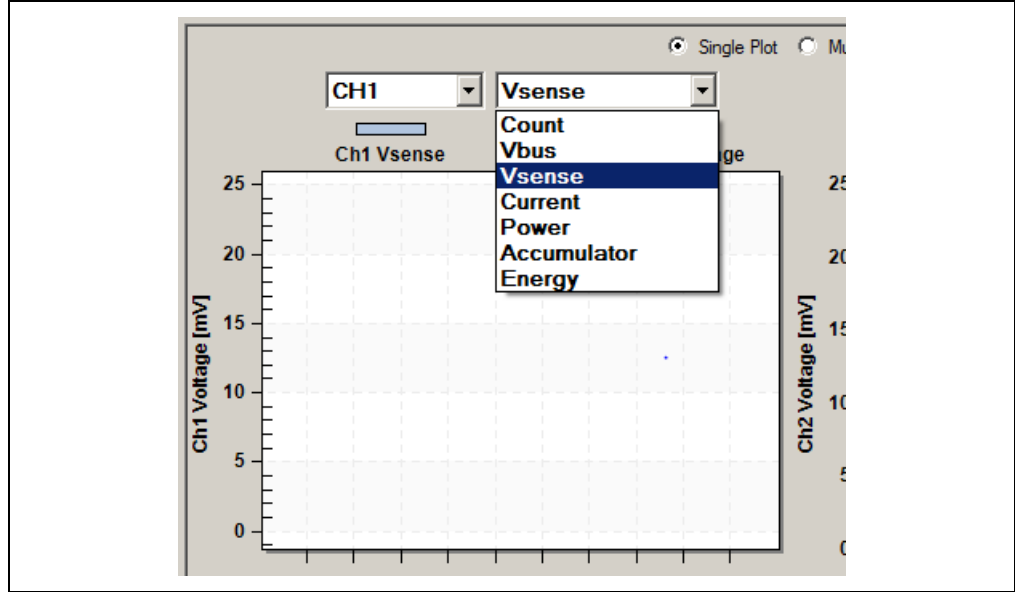 Single Plot
CH1
Vsense
Count
Vbus
Vsense
Current
Power
Accumulator
Energy
Ch1 Vsense
25
20
15
10
5
0
Ch1 Voltage [mV]
Ch2 Voltage [mV]
10